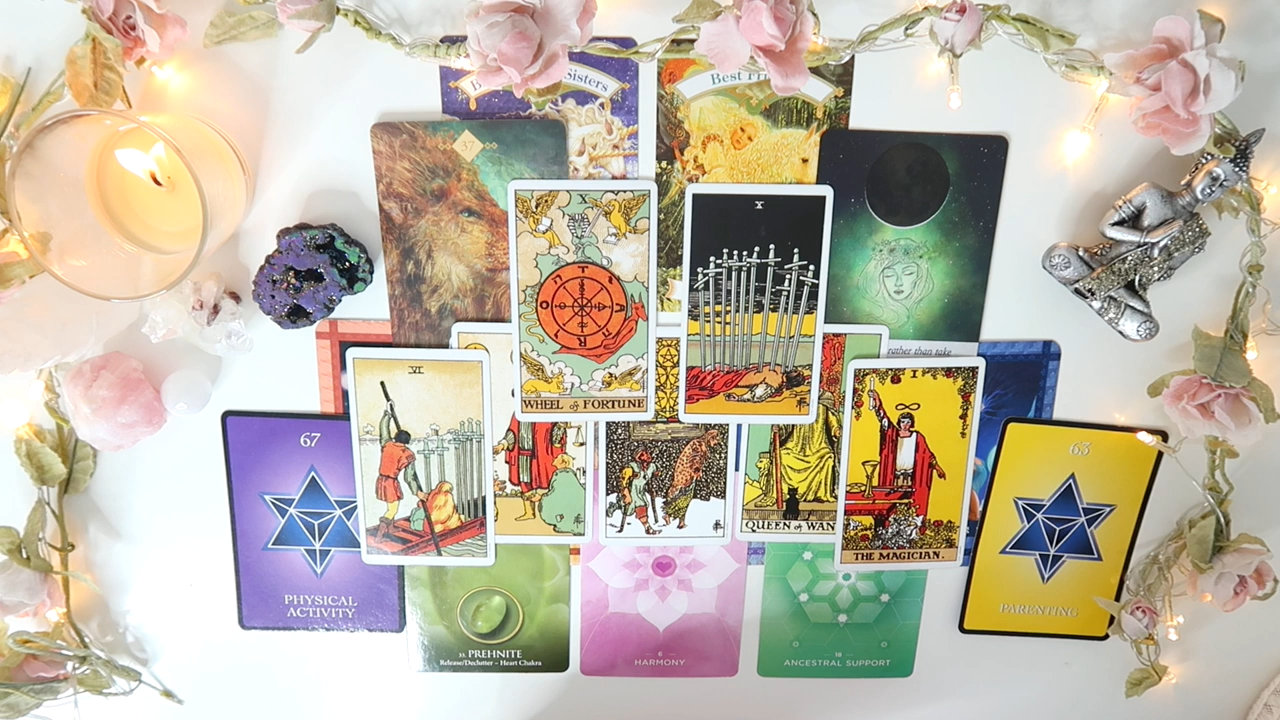 Sisters
Best
37
X
X
WHEEL of FORTUNE
rather than take
VI
I
67
63
QUEEN of WAN
THE MAGICIAN.
PHYSICAL
ACTIVITY
PARENTING
33. PREHNITE
Release/Declutter – Heart Chakra
6
HARMONY
18
ANCESTRAL SUPPORT